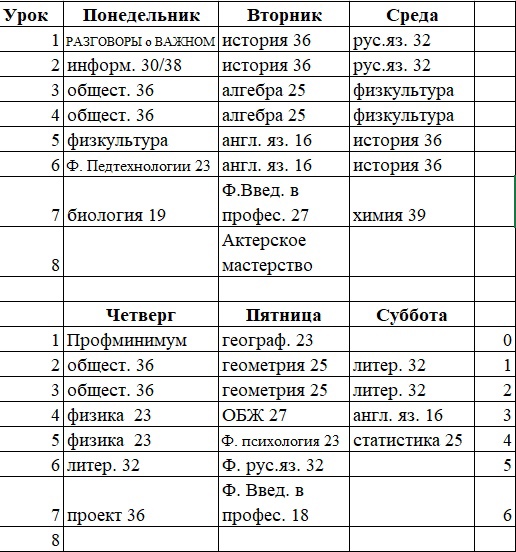 Урок Понедельник Вторник Среда
1 РАЗГОВОРЫ о ВАЖНОМ история 36 рус.яз. 32
2 информ. 30/38 история 36 рус.яз. 32
3 общест. 36 алгебра 25 физкультура
4 общест. 36 алгебра 25 физкультура
5 физкультура англ. яз. 16 история 36
6 Ф. Педтехнологии 23 англ. яз. 16 история 36
Ф.Введ. в
7 биология 19 профес. 27 химия 39
Актерское
8 мастерство
Четверг Пятница Суббота
1 Профминимум географ. 23 0
2 общест. 36 геометрия 25 литер. 32 1
3 общест. 36 геометрия 25 литер. 32 2
4 физика 23 ОБЖ 27 англ. яз. 16 3
5 физика 23 Ф. психология 23 статистика 25 4
6 литер. 32 Ф. рус.яз. 32 5
Ф. Введ. в
7 проект 36 профес. 18 6
8